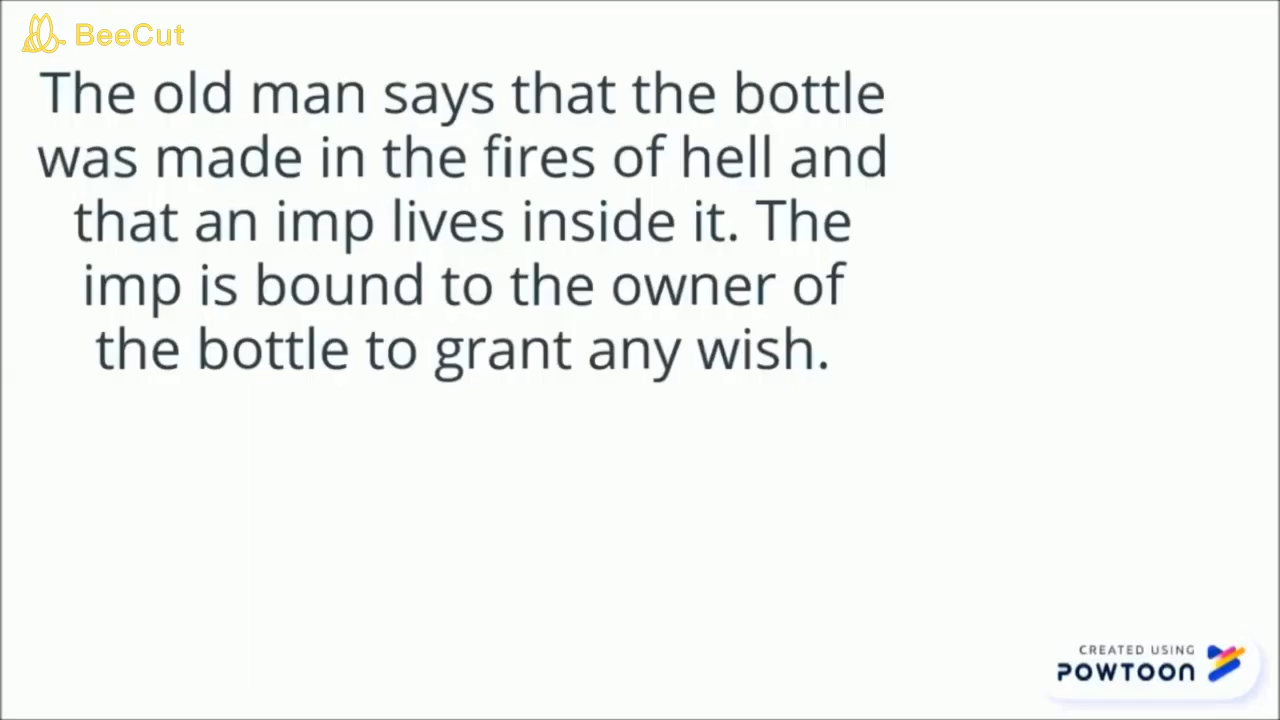 BeeCut
The old man says that the bottle
was made in the fires of hell and
that an imp lives inside it. The
imp is bound to the owner of
the bottle to grant any wish.
CREATED USING
POWTOON